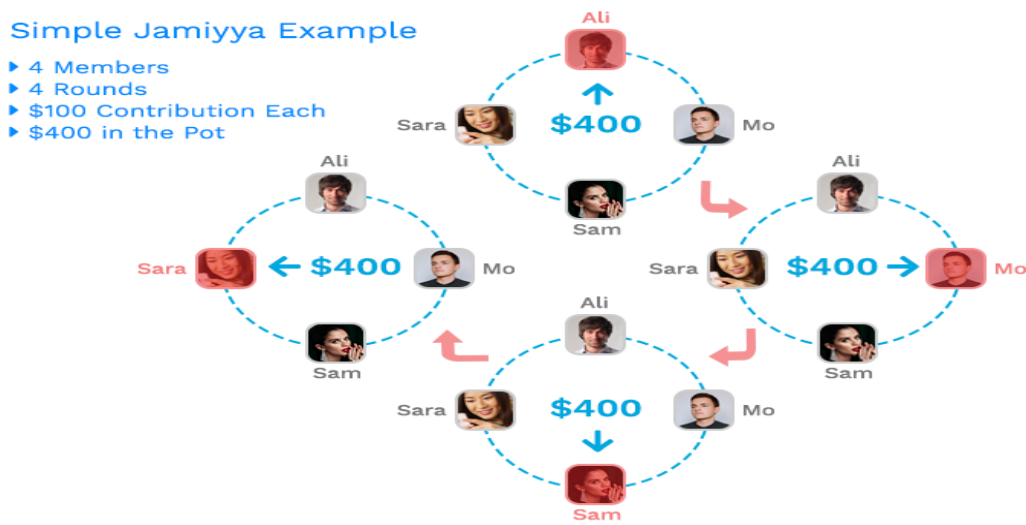 Simple Jamiyya Example
4 Members
4 Rounds
$100 Contribution Each
$400 in the Pot
Ali
Sara
$400
Mo
Sam
Ali
Sara
$400
Mo
Sam
Ali
Sara
$400
Mo
Sam
Ali
Sara
$400
Mo
Sam